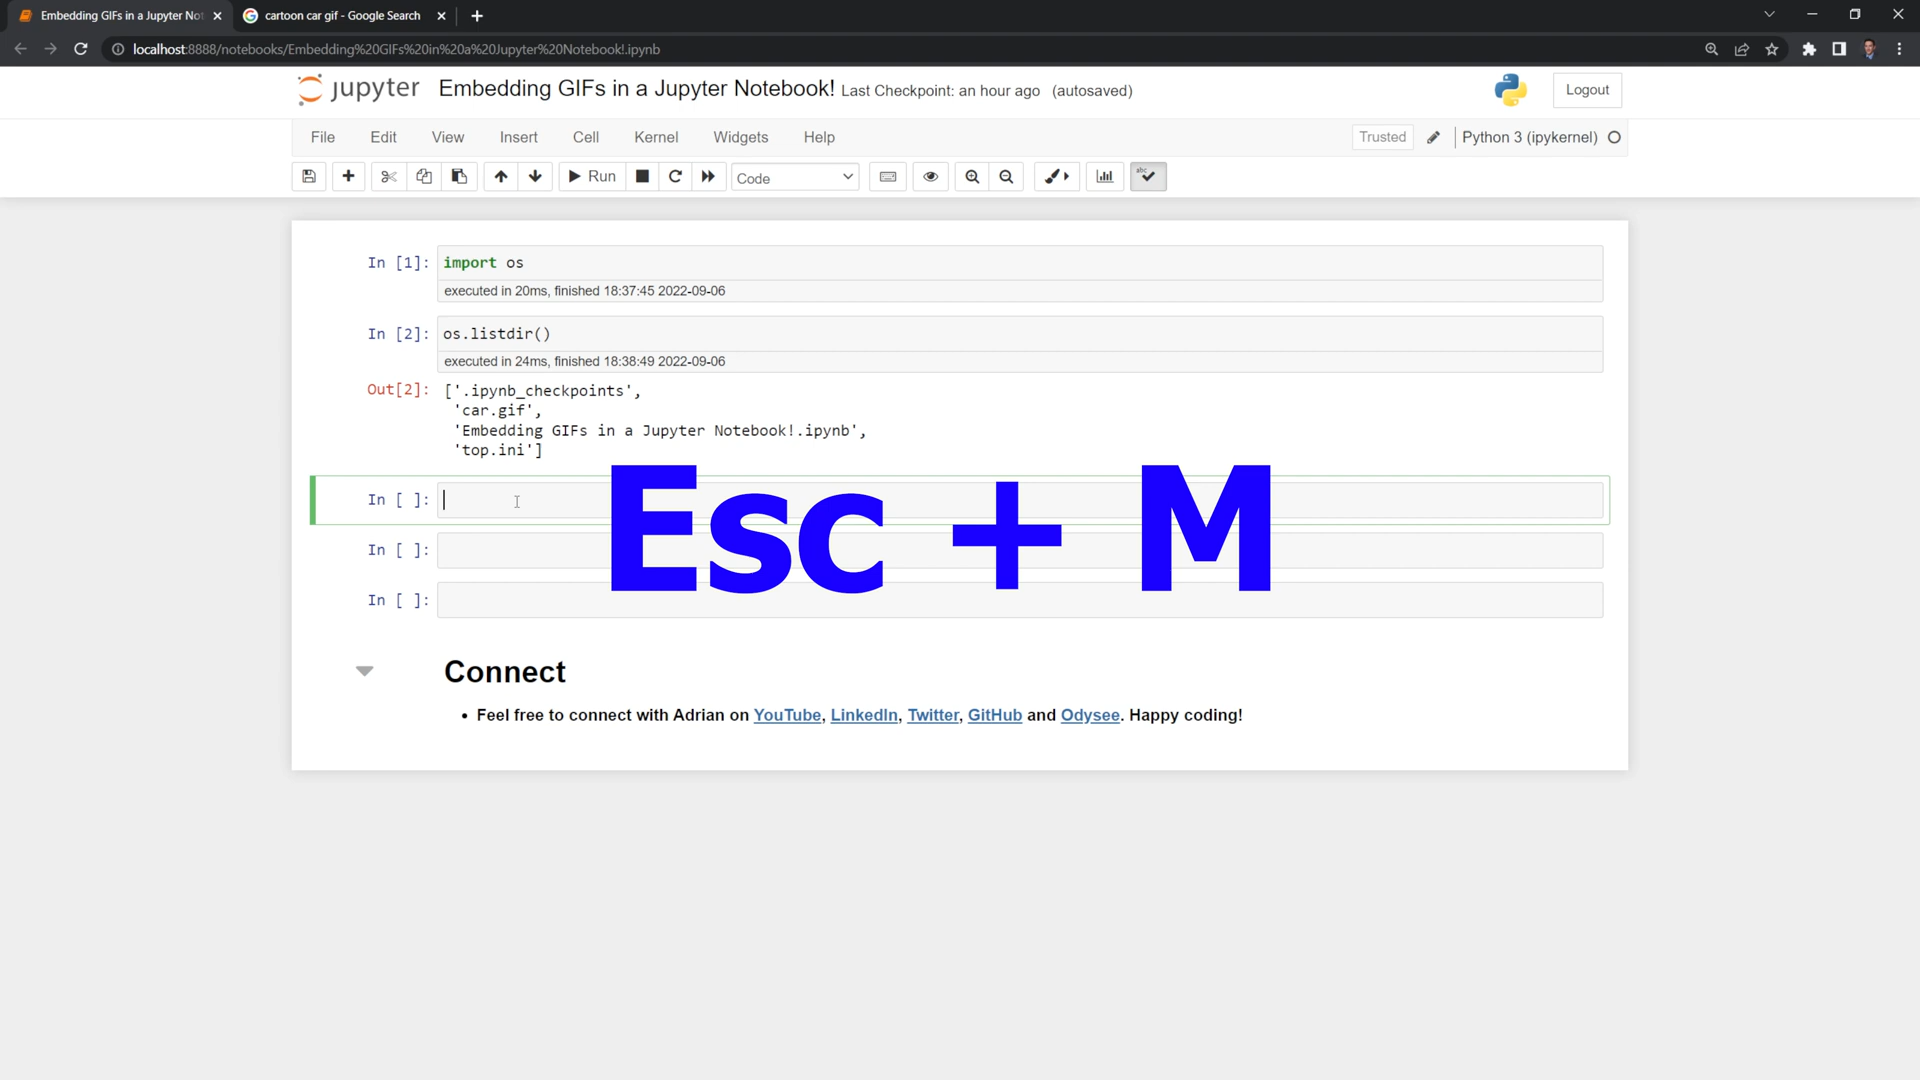 Embedding GIFs in a Jupyter Not
cartoon car gif - Google Search
localhost:8888/notebooks/Embedding%20GIFs%20in%20a%20Jupyter%20Notebook!.ipynb
jupyter Embedding GIFs in a Jupyter Notebook! Last Checkpoint: an hour ago (autosaved)
Logout
File Edit View Insert Cell Kernel Widgets Help
Trusted
Python 3 (ipykernel)
Run
Code
abc
In [1]: import os
executed in 20ms, finished 18:37:45 2022-09-06
In [2]: os.listdir()
executed in 24ms, finished 18:38:49 2022-09-06
Out[2]: ['.ipynb_checkpoints',
'car.gif',
'Embedding GIFs in a Jupyter Notebook!.ipynb',
'top.ini']
In [ ]:
Esc + M
In [ ]:
In [ ]:
Connect
• Feel free to connect with Adrian on YouTube, LinkedIn, Twitter, GitHub and Odysee. Happy coding!